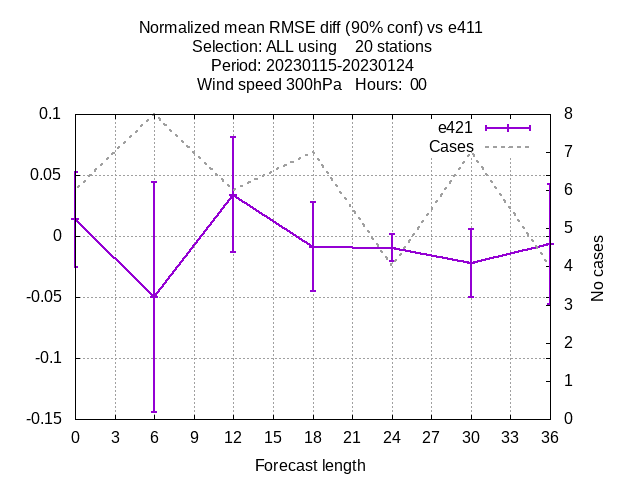 Normalized mean RMSE diff (90% conf) vs e411
Selection: ALL using    20 stations
Period: 20230115-20230124
Wind speed 300hPa   Hours:  00
0.1
0.05
0
-0.05
-0.1
-0.15
8
7
6
5
4
3
2
1
0
e421
Cases
No cases
0 3 6 9 12 15 18 21 24 27 30 33 36
Forecast length